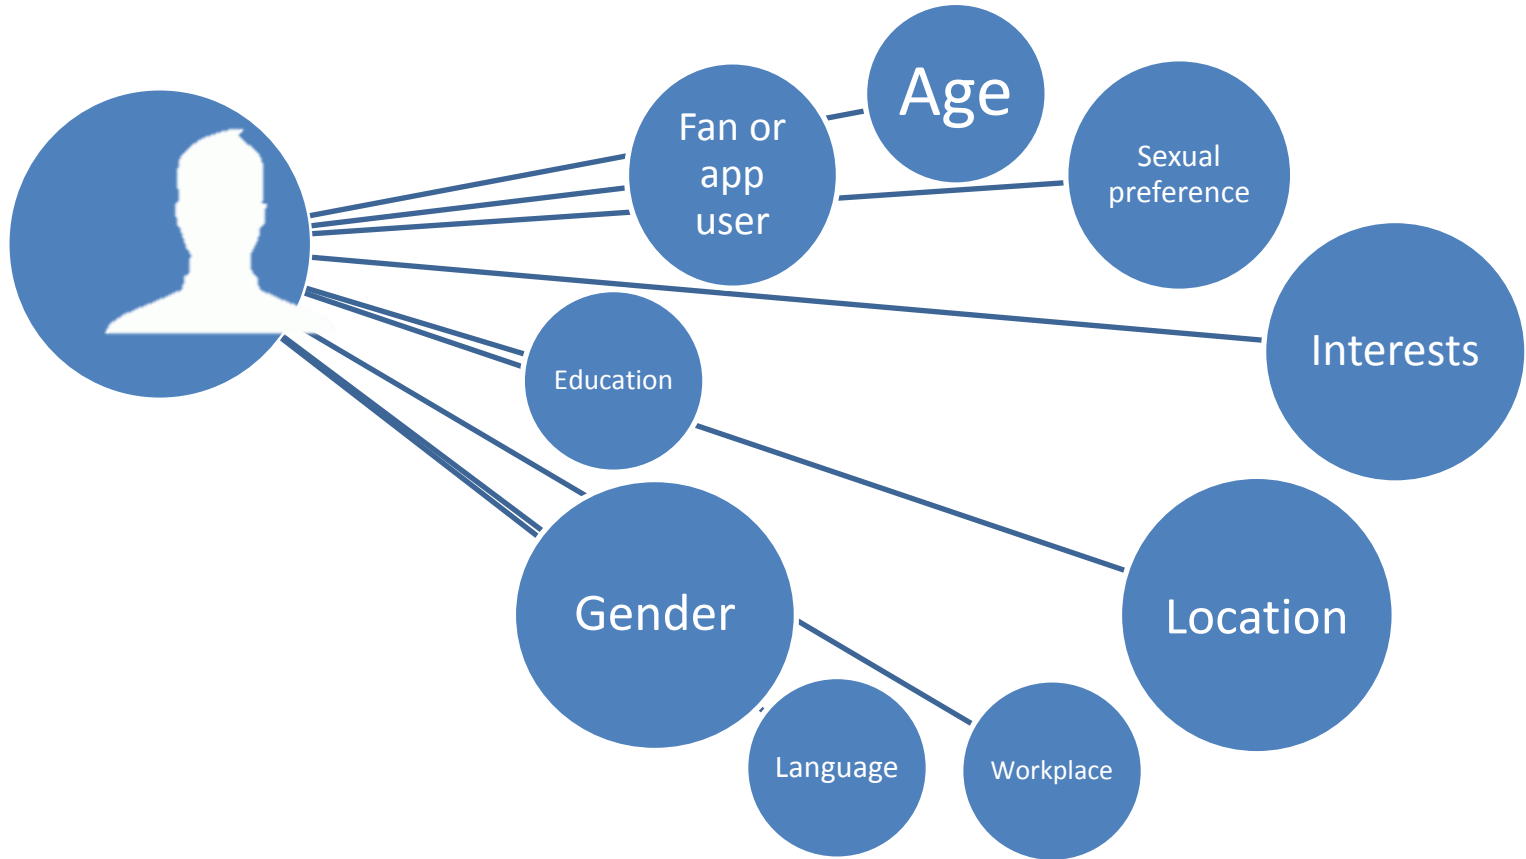 Age
Fan or
app
user
Sexual
preference
Interests
Education
Gender
Location
Language
Workplace